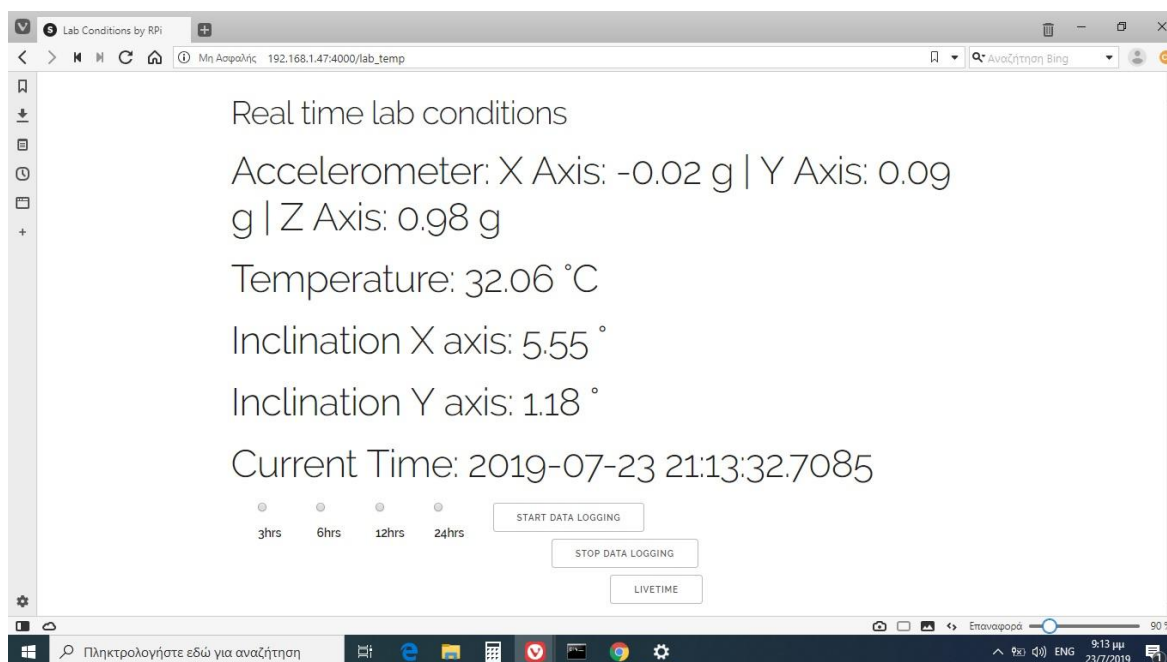 Lab Conditions by RPi
Μη Ασφαλής 192.168.1.47:4000/lab_temp
Αναζήτηση Bing
Real time lab conditions
Accelerometer: X Axis: -0.02 g | Y Axis: 0.09
g | Z Axis: 0.98 g
Temperature: 32.06 °C
Inclination X axis: 5.55 °
Inclination Y axis: 1.18 °
Current Time: 2019-07-23 21:13:32.7085
3hrs 6hrs 12hrs 24hrs
START DATA LOGGING
STOP DATA LOGGING
LIVETIME
Επαναφορά 90
Πληκτρολογήστε εδώ για αναζήτηση
ENG
9:13 μμ
23/7/2019